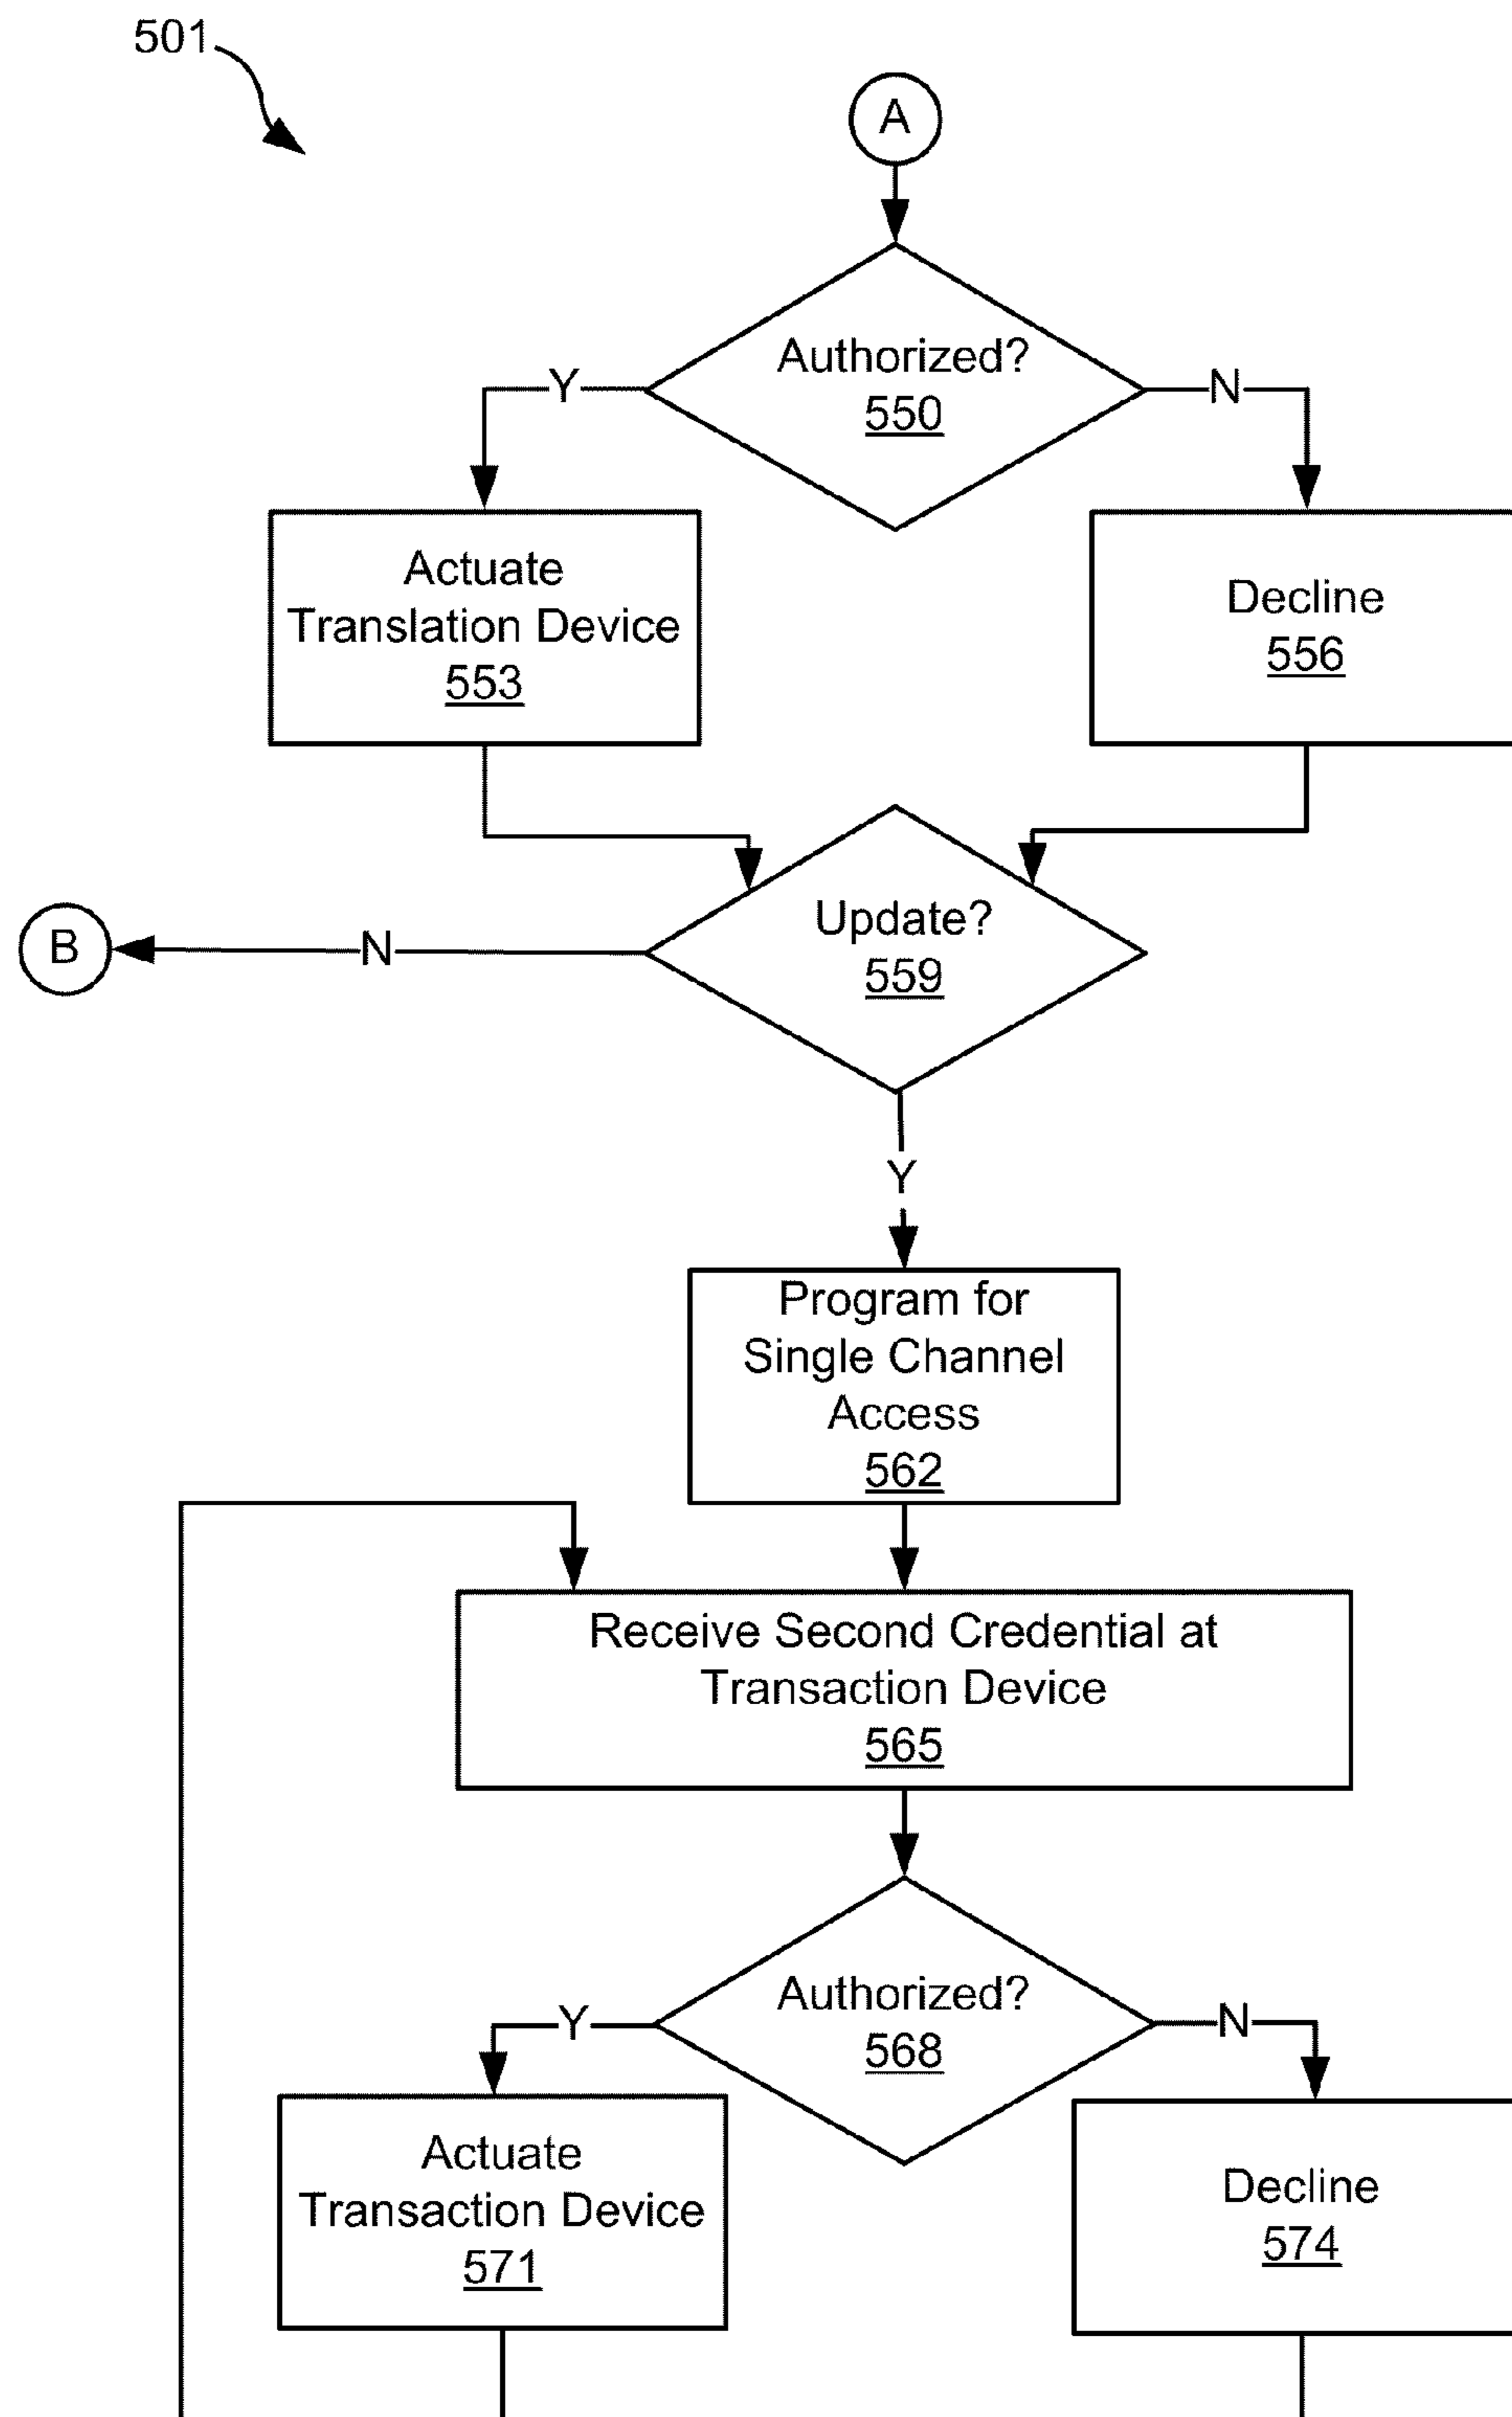 501
A
Authorized?
550
Y
N
Actuate
Translation Device
553
Decline
556
Update?
559
B
N
Y
Program for
Single Channel
Access
562
Receive Second Credential at
Transaction Device
565
Authorized?
568
Y
N
Actuate
Transaction Device
571
Decline
574